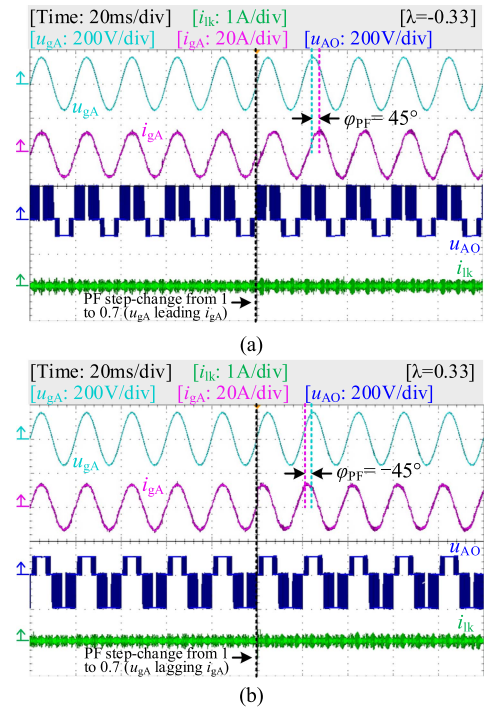 [Time: 20ms/div] [ilk: 1A/div] [λ=-0.33]
[ugA: 200V/div] [igA: 20A/div] [uAO: 200V/div]
ugA
φPF= 45°
igA
uAO
ilk
PF step-change from 1
to 0.7 (ugA leading igA)
(a)
[Time: 20ms/div] [ilk: 1A/div] [λ=0.33]
[ugA: 200V/div] [igA: 20A/div] [uAO: 200V/div]
ugA
φPF= −45°
igA
uAO
ilk
PF step-change from 1
to 0.7 (ugA lagging igA)
(b)